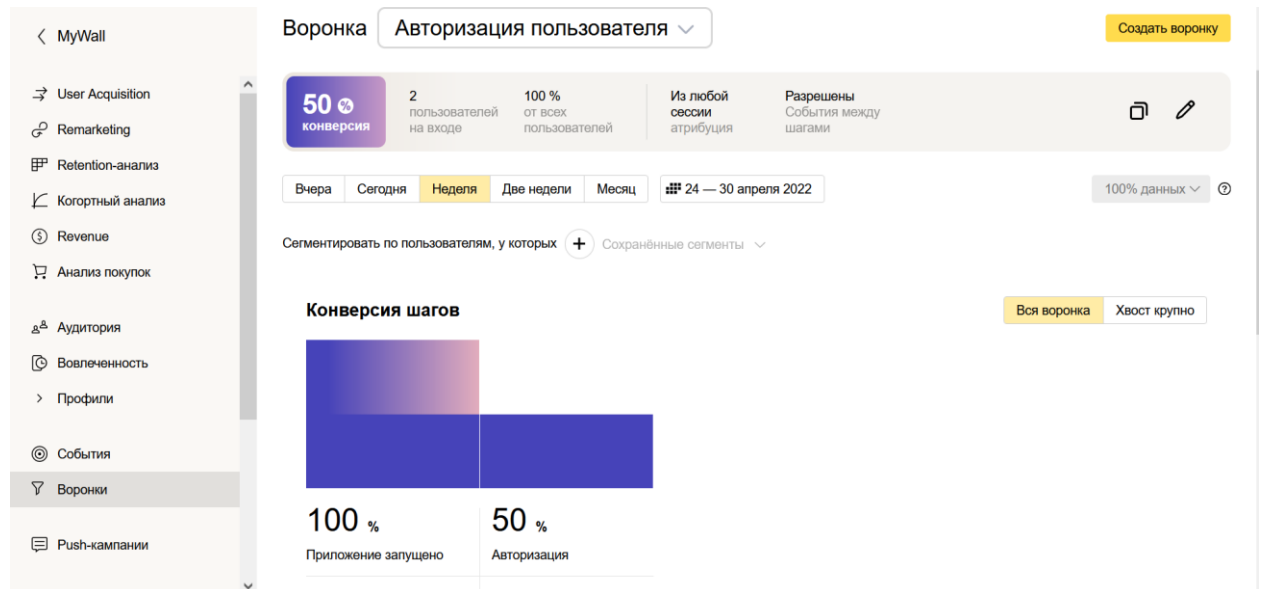 MyWall
User Acquisition
Remarketing
Retention-анализ
Когортный анализ
Revenue
Анализ покупок
Аудитория
Вовлеченность
Профили
События
Воронки
Push-кампании
Воронка Авторизация пользователя
Создать воронку
50 %
конверсия
2
пользователей
на входе
100 %
от всех
пользователей
Из любой
сессии
атрибуция
Разрешены
События между
шагами
Вчера Сегодня Неделя Две недели Месяц 24 — 30 апреля 2022 100% данных ?
Сегментировать по пользователям, у которых + Сохранённые сегменты
Конверсия шагов Вся воронка Хвост крупно
100 % 50 %
Приложение запущено Авторизация